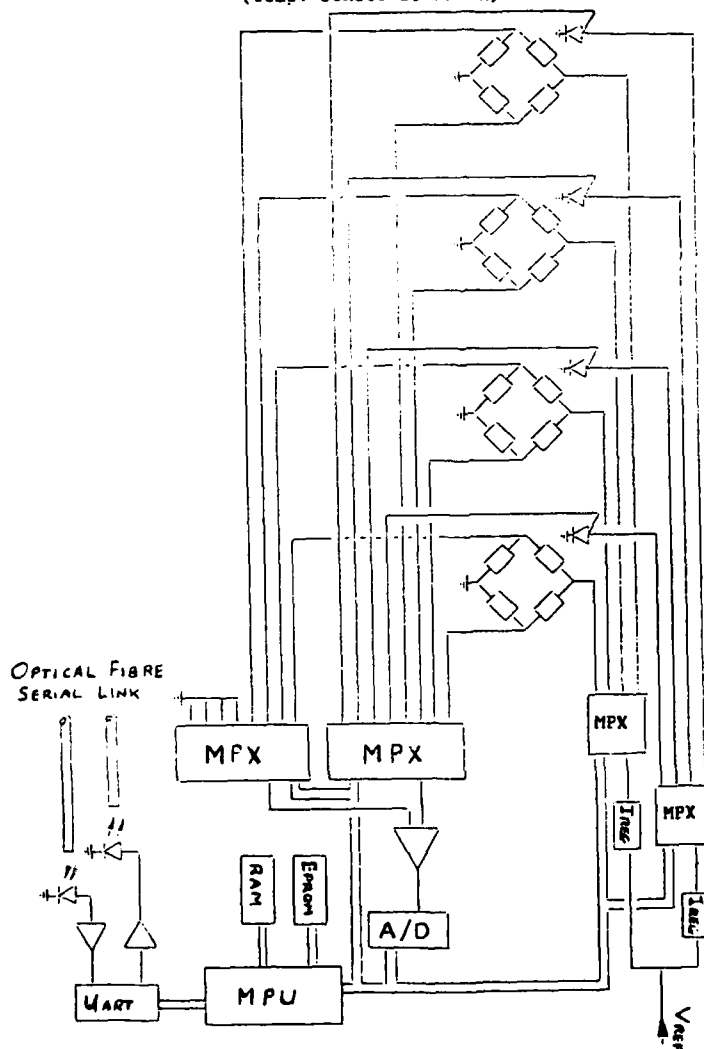 OPTICAL FIBRE
SERIAL LINK
MPX
MPX
MPX
MPX
IREG
IREG
RAM
EPROM
A/D
UART
MPU
VREF